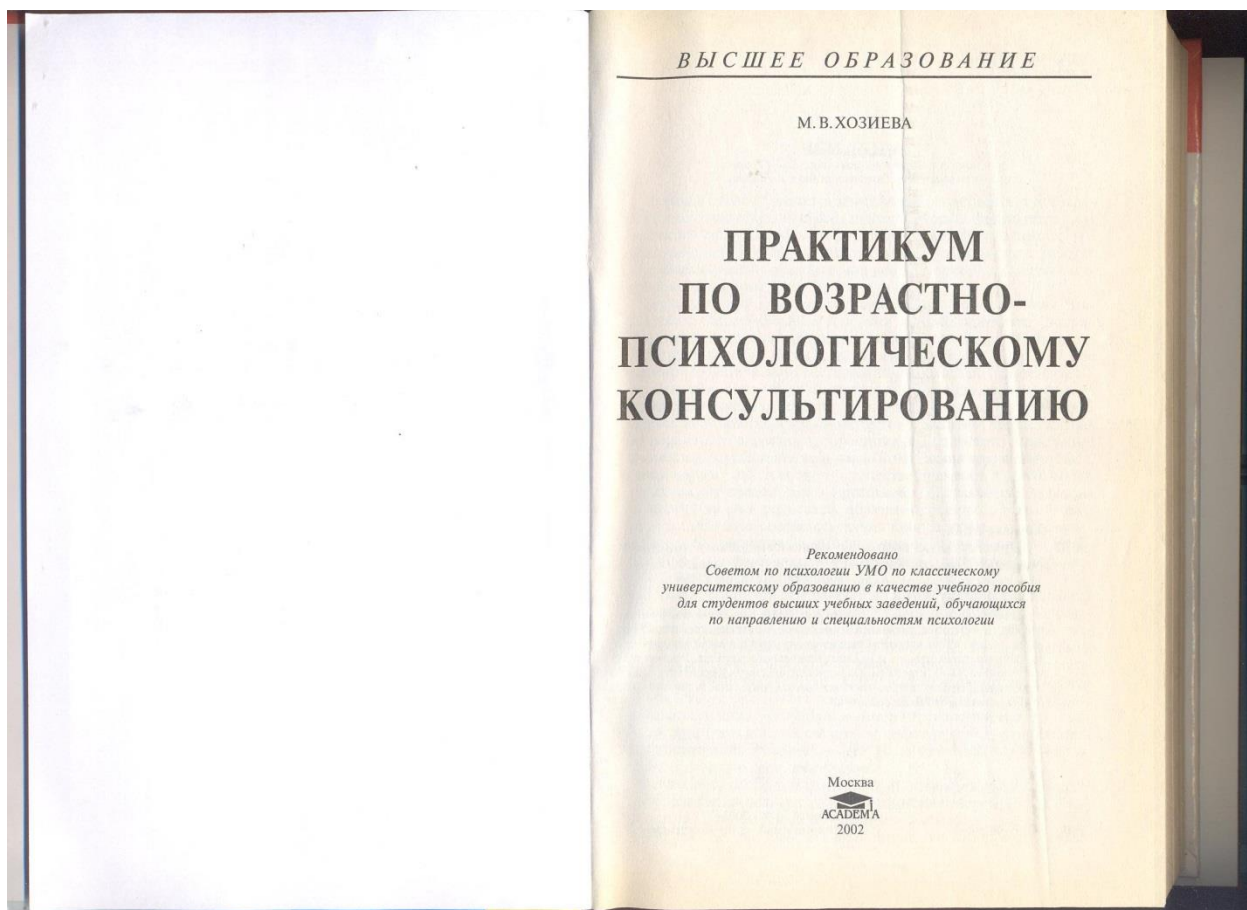 ВЫСШЕЕ ОБРАЗОВАНИЕ
М. В. ХОЗИЕВА
ПРАКТИКУМ
ПО ВОЗРАСТНО-
ПСИХОЛОГИЧЕСКОМУ
КОНСУЛЬТИРОВАНИЮ
Рекомендовано
Советом по психологии УМО по классическому
университетскому образованию в качестве учебного пособия
для студентов высших учебных заведений, обучающихся
по направлению и специальностям психологии
Москва
ACADEM'A
2002